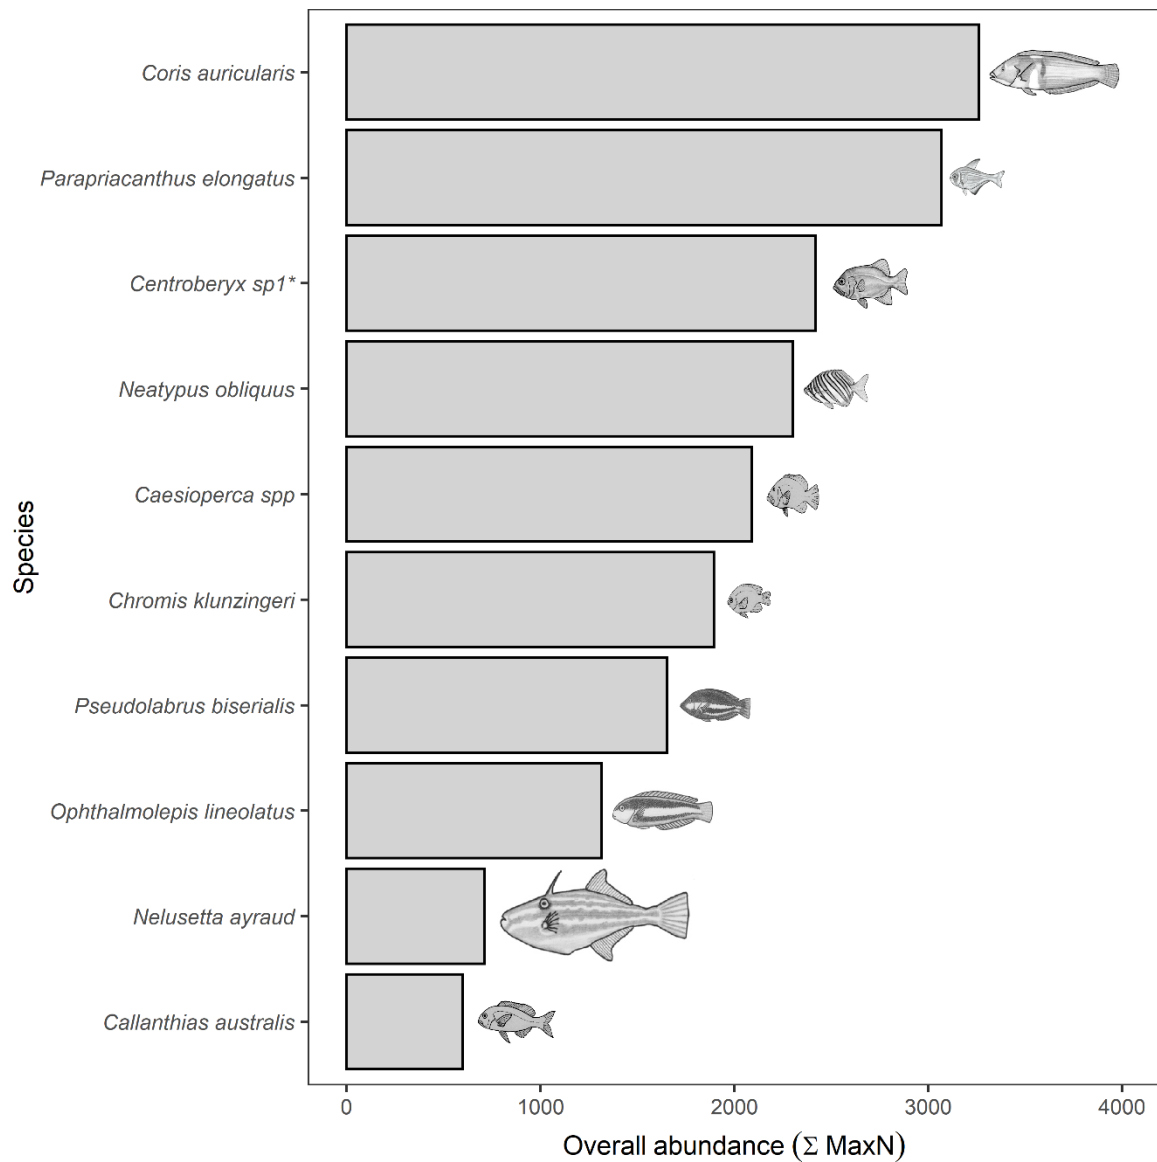 Species
Coris auricularis
Parapriacanthus elongatus
Centroberyx sp1*
Neatypus obliquus
Caesioperca spp
Chromis klunzingeri
Pseudolabrus biserialis
Ophthalmolepis lineolatus
Nelusetta ayraud
Callanthias australis
0 1000 2000 3000 4000
Overall abundance (Σ MaxN)